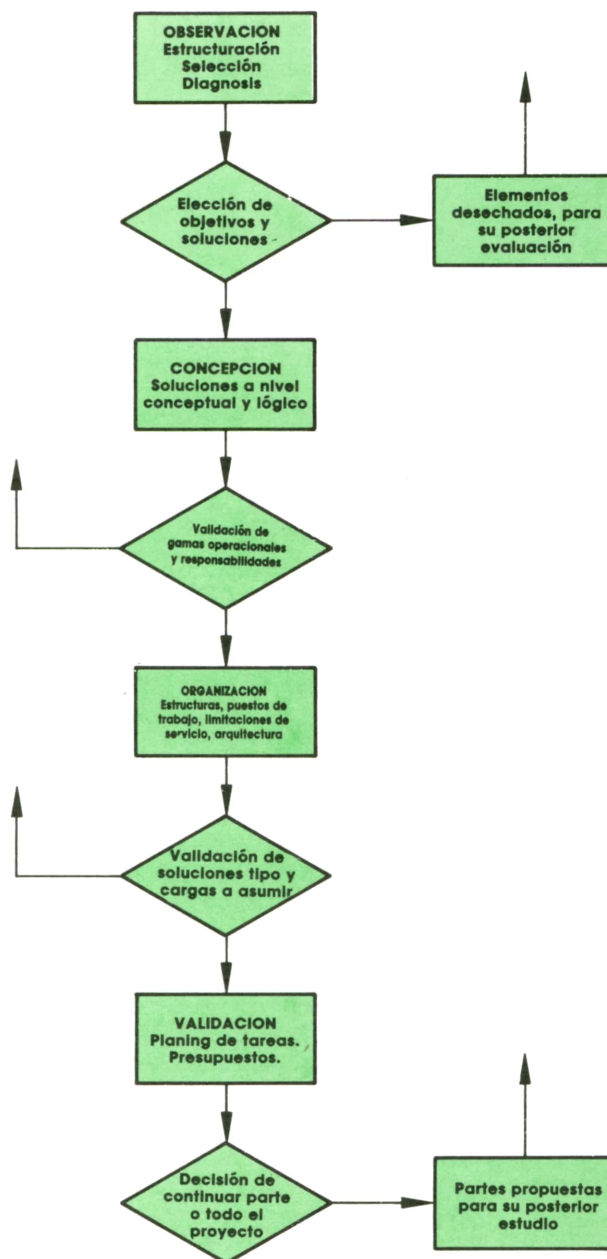 OBSERVACION
Estructuración
Selección
Diagnosis
Elección de
objetivos y
soluciones
Elementos
desechados, para
su posterior
evaluación
CONCEPCION
Soluciones a nivel
conceptual y lógico
Validación de
gamas operacionales
y responsabilidades
ORGANIZACION
Estructuras, puestos de
trabajo, limitaciones de
servicio, arquitectura
Validación de
soluciones tipo y
cargas a asumir
VALIDACION
Planing de tareas.
Presupuestos.
Decisión de
continuar parte
o todo el
proyecto
Partes propuestas
para su posterior
estudio